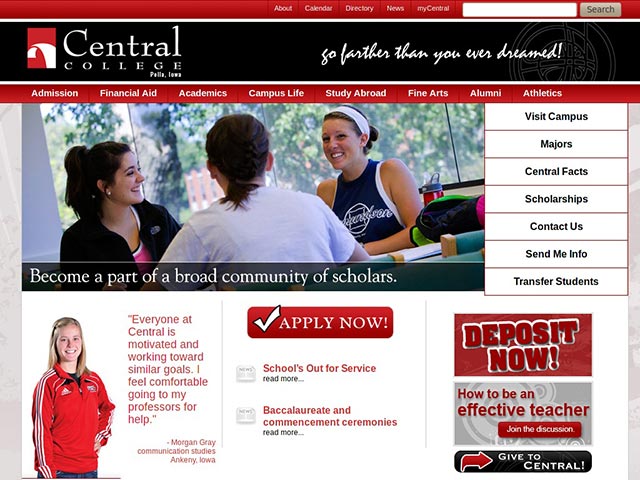 About Calendar Directory News myCentral Search
Central
COLLEGE
Pella, Iowa
go farther than you ever dreamed!
Admission Financial Aid Academics Campus Life Study Abroad Fine Arts Alumni Athletics
Visit Campus
Majors
Central Facts
Scholarships
Contact Us
Send Me Info
Transfer Students
Become a part of a broad community of scholars.
"Everyone at
Central is
motivated and
working toward
similar goals. I
feel comfortable
going to my
professors for
help."
- Morgan Gray
communication studies
Ankeny, Iowa
APPLY NOW!
NEWS
School's Out for Service
read more...
NEWS
Baccalaureate and
commencement ceremonies
read more...
DEPOSIT
NOW!
How to be an
effective teacher
Join the discussion.
GIVE TO
CENTRAL!